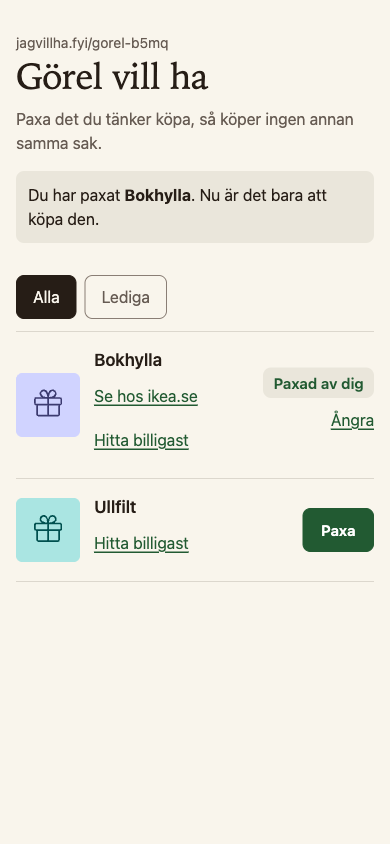 jagvillha.fyi/gorel-b5mq
Görel vill ha
Paxa det du tänker köpa, så köper ingen annan
samma sak.
Du har paxat Bokhylla. Nu är det bara att
köpa den.
Alla
Lediga
Bokhylla
Se hos ikea.se
Hitta billigast
Paxad av dig
Ångra
Ullfilt
Hitta billigast
Paxa